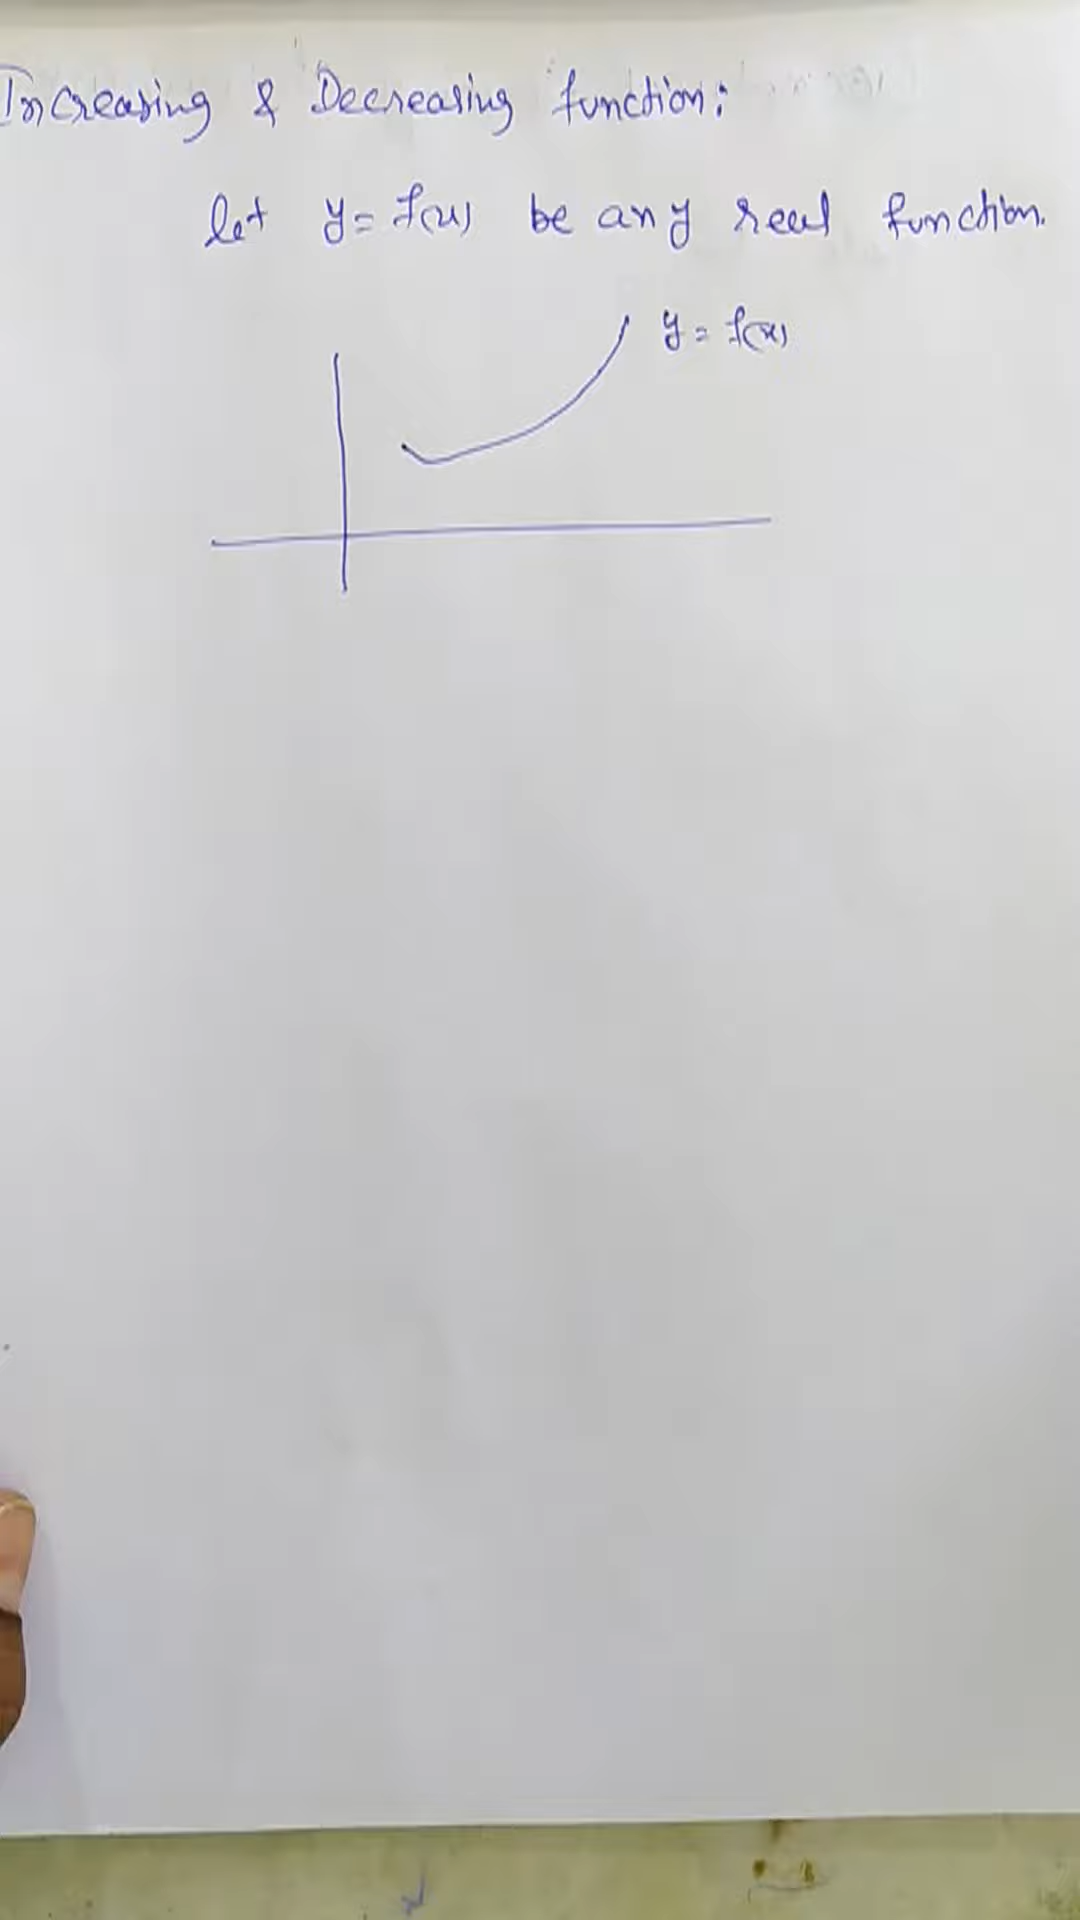 Increasing & Decreasing function:
let y = f(x) be any real function.
y = f(x)